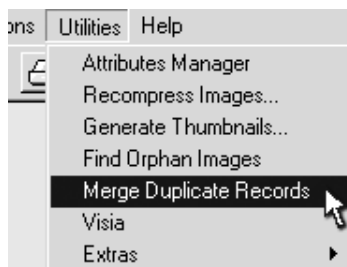 ons Utilities Help
Attributes Manager
Recompress Images...
Generate Thumbnails...
Find Orphan Images
Merge Duplicate Records
Visia
Extras